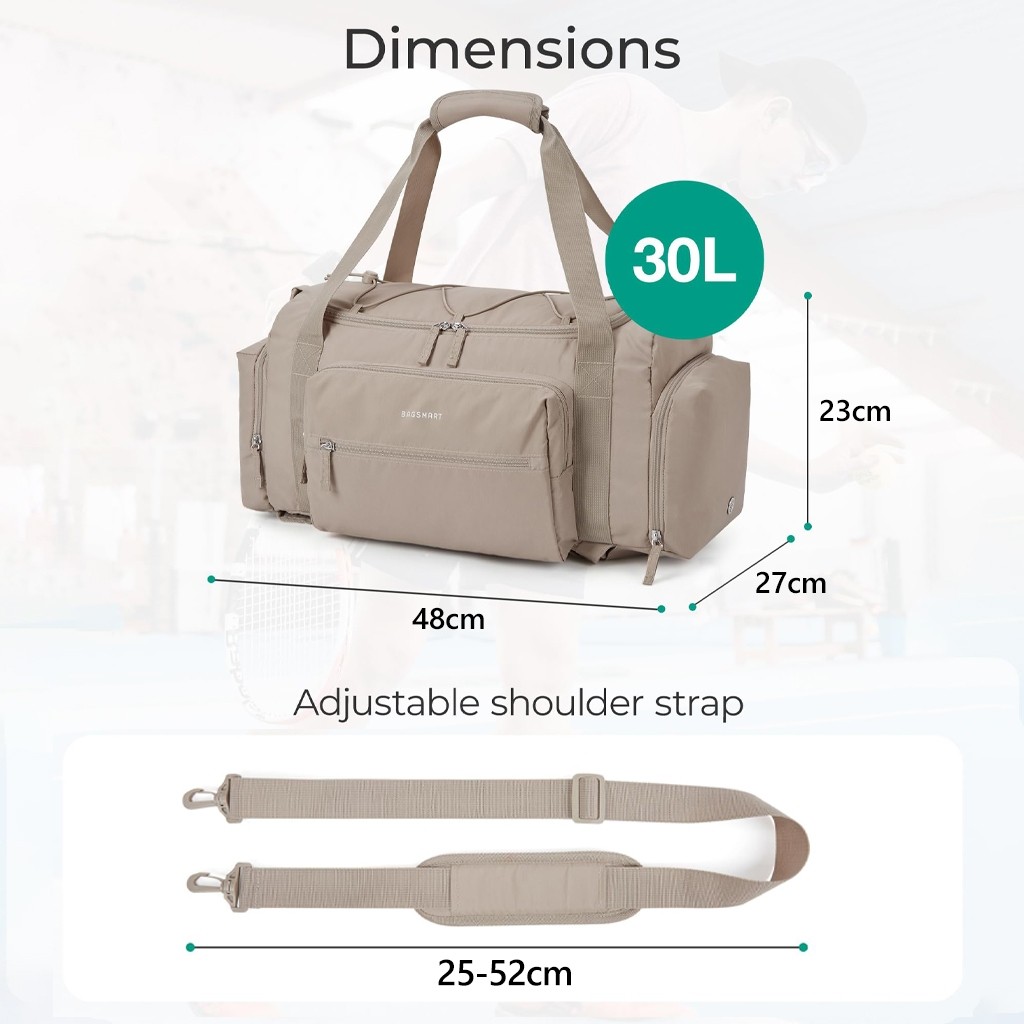 Dimensions
30L
BAGSMART
23cm
27cm
48cm
Adjustable shoulder strap
25-52cm